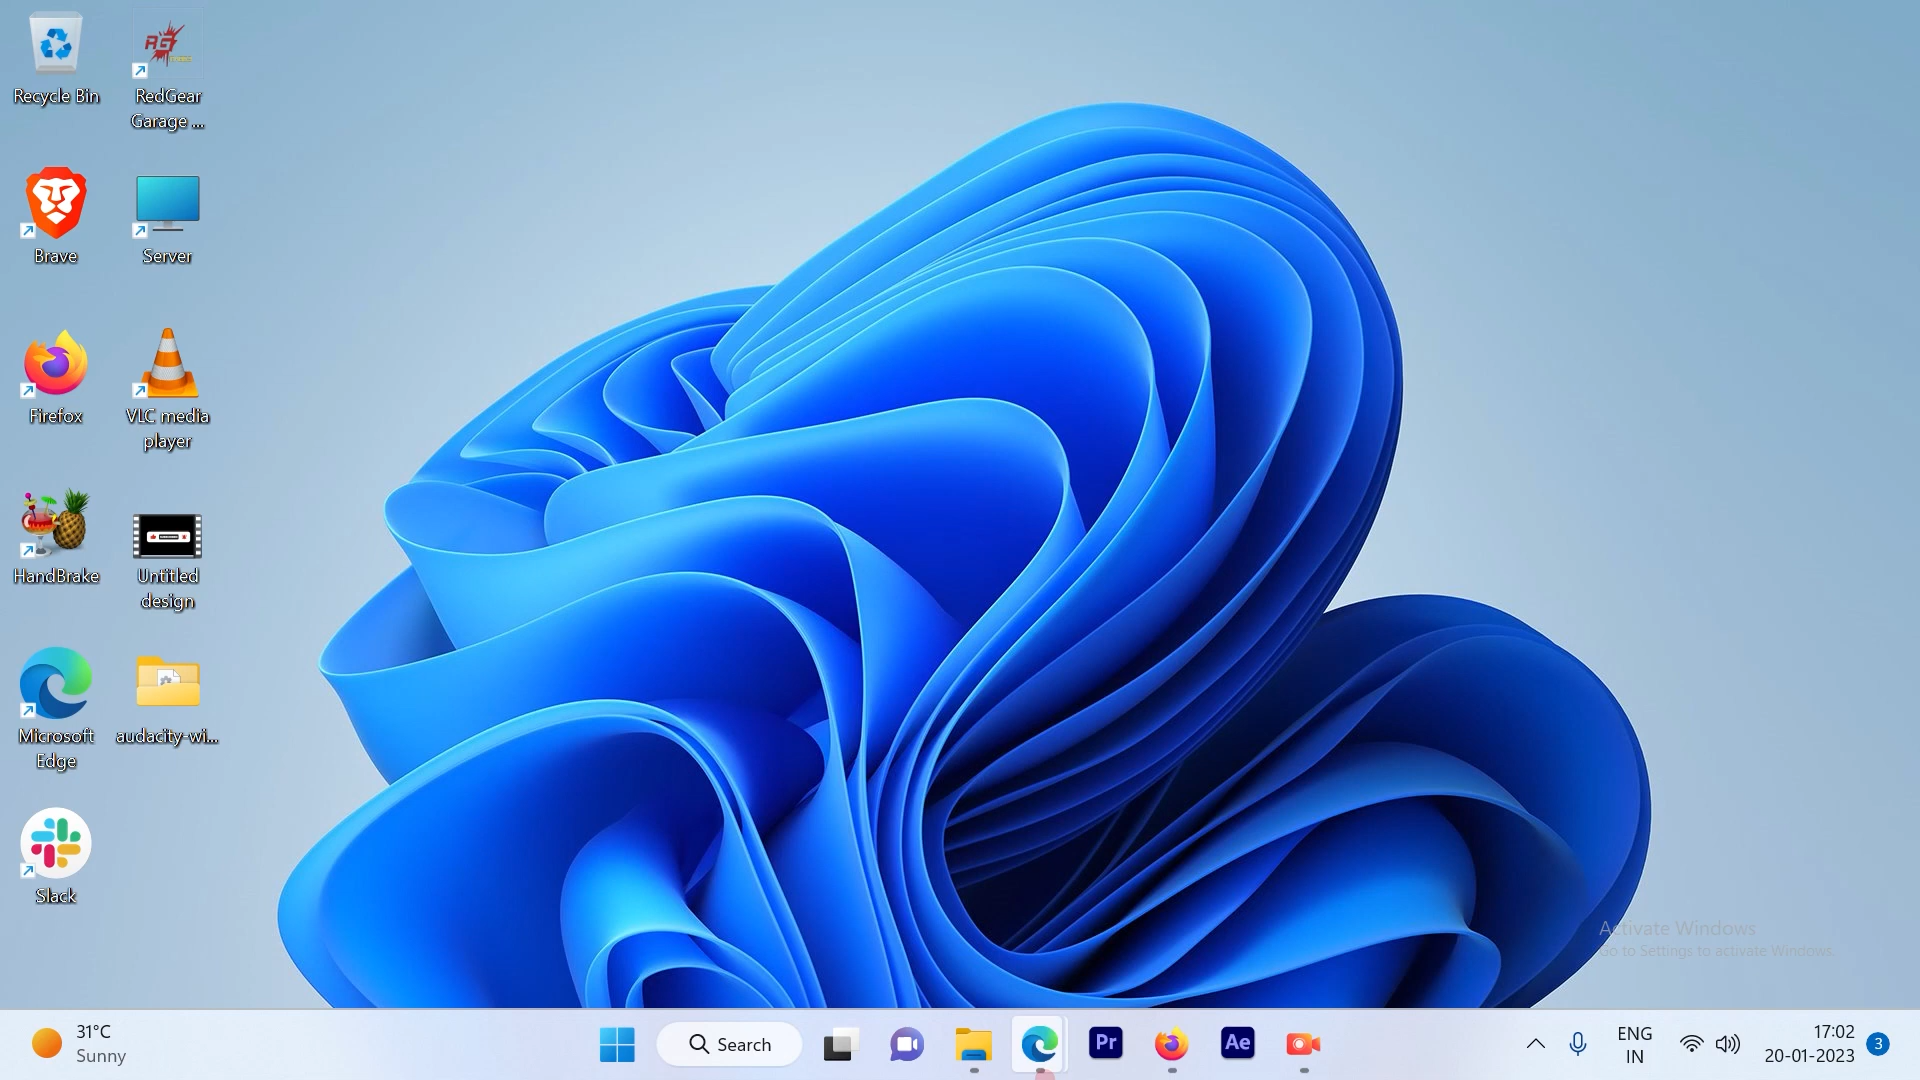 Recycle Bin
RedGear
Garage ...
Brave
Server
Firefox
VLC media
player
HandBrake
Untitled
design
Microsoft
Edge
audacity-wi...
Slack
Activate Windows
Go to Settings to activate Windows.
31°C
Sunny
Search
Pr
Ae
ENG
IN
17:02
20-01-2023
3